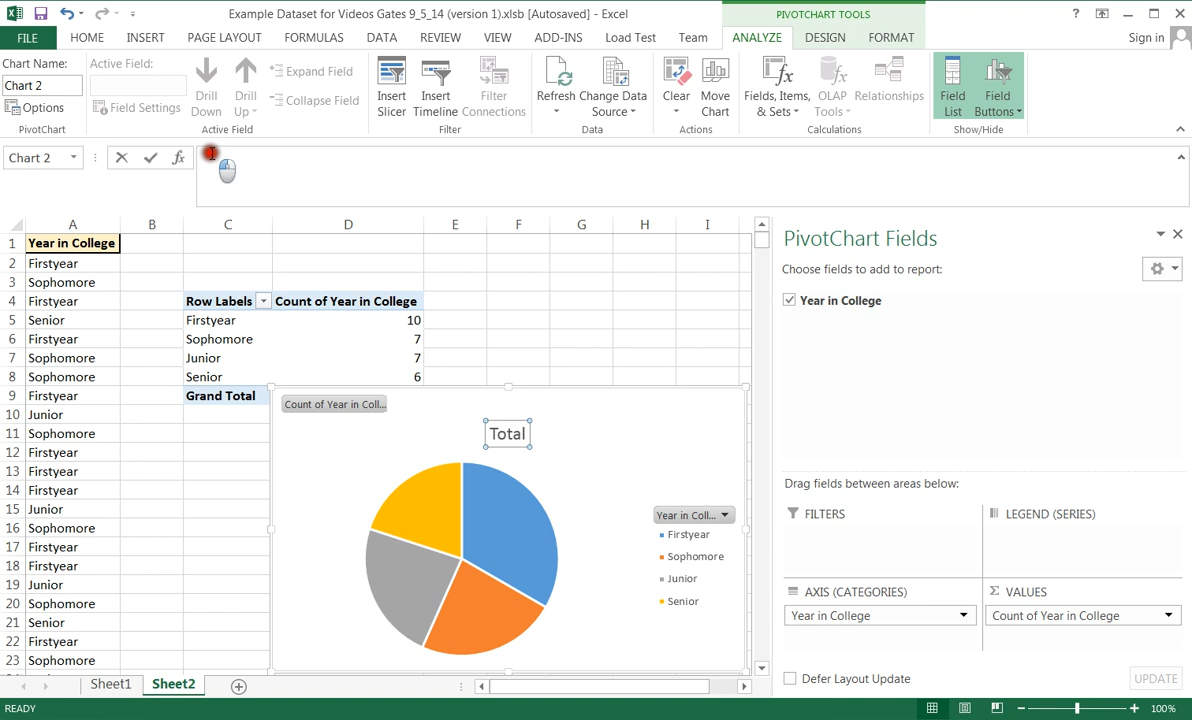 Example Dataset for Videos Gates 9_5_14 (version 1).xlsb [Autosaved] - Excel
PIVOTCHART TOOLS
?
FILE HOME INSERT PAGE LAYOUT FORMULAS DATA REVIEW VIEW ADD-INS Load Test Team ANALYZE DESIGN FORMAT Sign in
Chart Name:
Chart 2
Options
PivotChart
Active Field:
Field Settings
Drill Down
Drill Up
Expand Field
Collapse Field
Active Field
Insert Slicer
Insert Timeline
Filter Connections
Filter
Refresh
Change Data Source
Data
Clear
Move Chart
Actions
Fields, Items, & Sets
OLAP Tools
Relationships
Calculations
Field List
Field Buttons
Show/Hide
Chart 2 fx
A B C D E F G H I
1 Year in College
2 Firstyear
3 Sophomore
4 Firstyear Row Labels Count of Year in College
5 Senior Firstyear 10
6 Firstyear Sophomore 7
7 Sophomore Junior 7
8 Sophomore Senior 6
9 Firstyear Grand Total
10 Junior
11 Sophomore
12 Firstyear
13 Firstyear
14 Firstyear
15 Junior
16 Sophomore
17 Firstyear
18 Firstyear
19 Junior
20 Sophomore
21 Senior
22 Firstyear
23 Sophomore
Count of Year in Coll...
Total
Year in Coll...
Firstyear
Sophomore
Junior
Senior
PivotChart Fields
Choose fields to add to report:
Year in College
Drag fields between areas below:
FILTERS
LEGEND (SERIES)
AXIS (CATEGORIES)
Year in College
Σ VALUES
Count of Year in College
Defer Layout Update
UPDATE
Sheet1 Sheet2
READY
100%